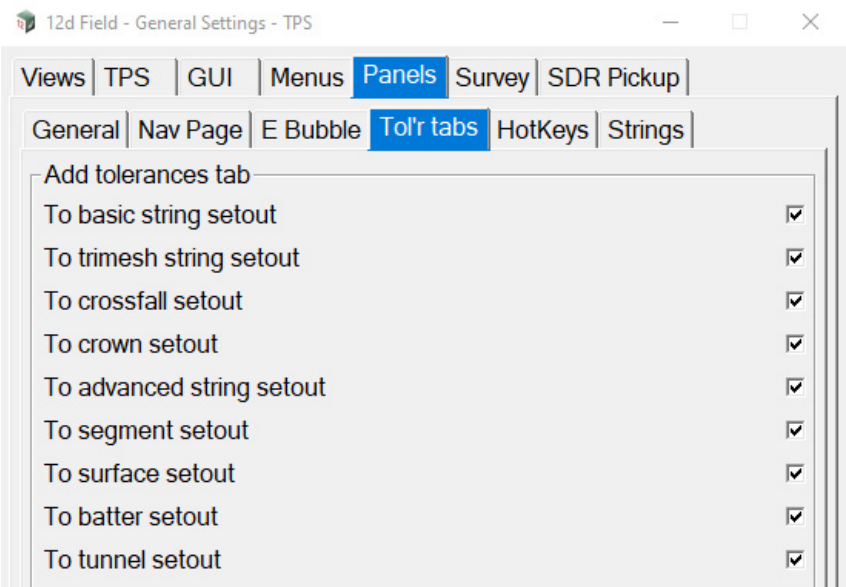 12d Field - General Settings - TPS
Views TPS GUI Menus Panels Survey SDR Pickup
General Nav Page E Bubble Tol'r tabs HotKeys Strings
Add tolerances tab
To basic string setout
To trimesh string setout
To crossfall setout
To crown setout
To advanced string setout
To segment setout
To surface setout
To batter setout
To tunnel setout